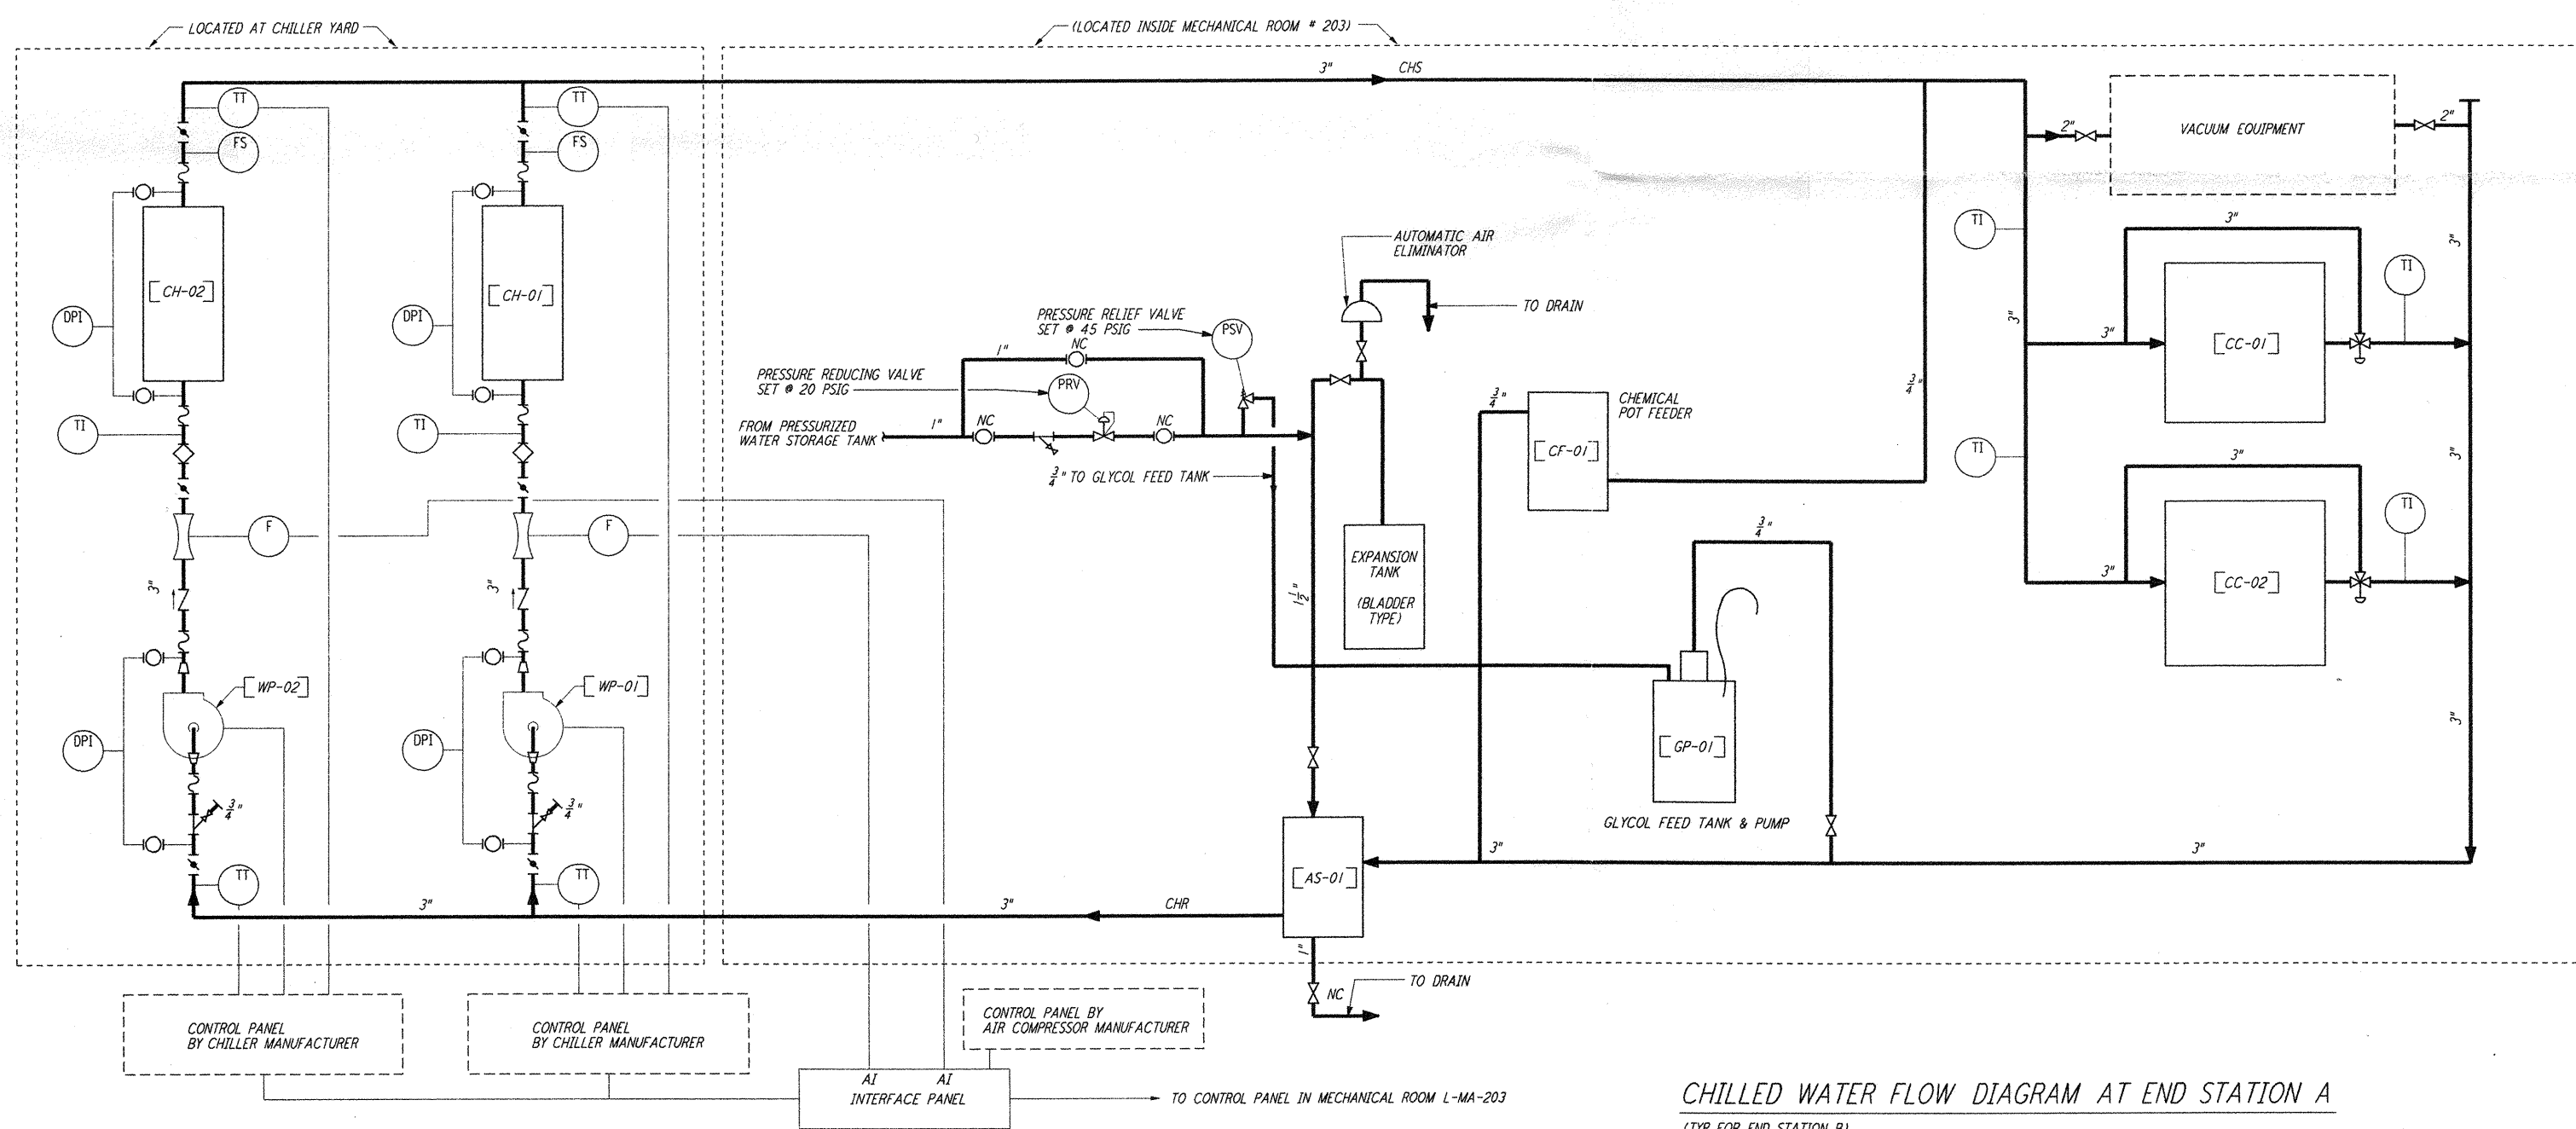 LOCATED AT CHILLER YARD
(LOCATED INSIDE MECHANICAL ROOM # 203)
3" CHS
TT
FS
TT
FS
2"
VACUUM EQUIPMENT
2"
[CH-02]
DPI
TI
[CH-01]
DPI
TI
AUTOMATIC AIR
ELIMINATOR
TO DRAIN
PRESSURE RELIEF VALVE
SET @ 45 PSIG
PSV
NC
1"
PRESSURE REDUCING VALVE
SET @ 20 PSIG
PRV
FROM PRESSURIZED
WATER STORAGE TANK
1"
NC
NC
3/4" TO GLYCOL FEED TANK
3/4"
CHEMICAL
POT FEEDER
[CF-01]
3/4"
TI
3"
3"
3"
TI
3"
[CC-01]
TI
3"
3"
TI
3"
[CC-02]
3"
3"
F
F
3"
3"
EXPANSION
TANK
(BLADDER
TYPE)
1 1/2"
3/4"
[WP-02]
[WP-01]
DPI
DPI
3/4"
3/4"
[GP-01]
GLYCOL FEED TANK & PUMP
TT
TT
3"
3"
CHR
[AS-01]
3"
3"
1"
NC
TO DRAIN
CONTROL PANEL
BY CHILLER MANUFACTURER
CONTROL PANEL
BY CHILLER MANUFACTURER
CONTROL PANEL BY
AIR COMPRESSOR MANUFACTURER
AI AI
INTERFACE PANEL
TO CONTROL PANEL IN MECHANICAL ROOM L-MA-203
CHILLED WATER FLOW DIAGRAM AT END STATION A
(TYP FOR END STATION B)